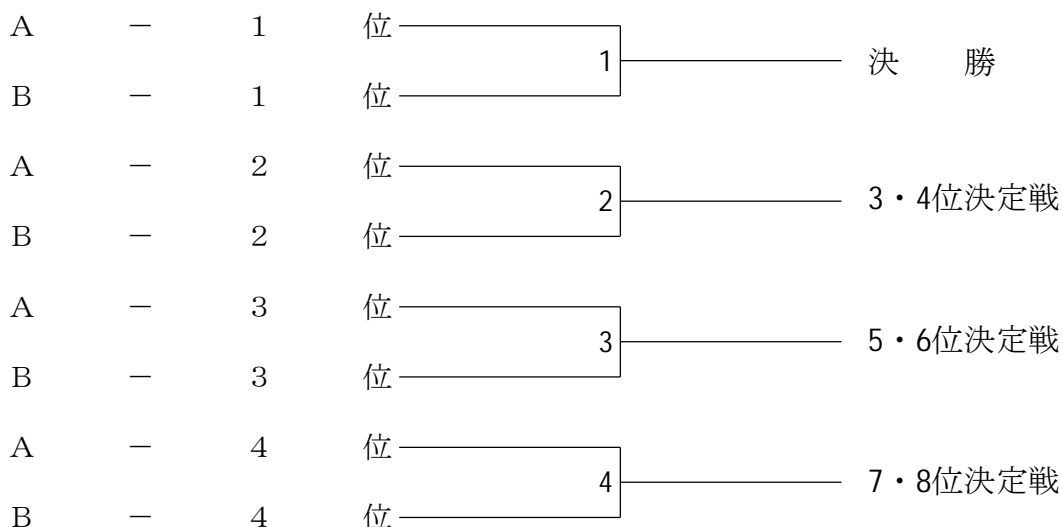 A － 1 位
1 決 勝
B － 1 位
A － 2 位
2 3・4位決定戦
B － 2 位
A － 3 位
3 5・6位決定戦
B － 3 位
A － 4 位
4 7・8位決定戦
B － 4 位